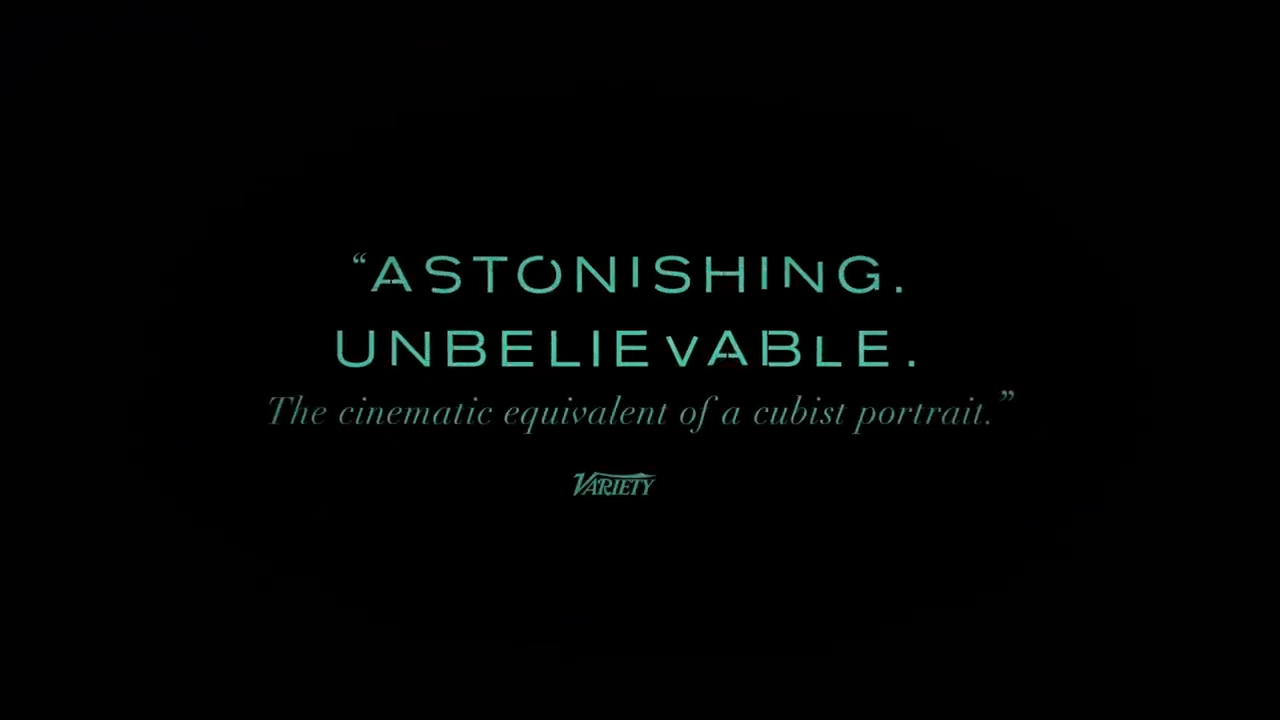 “ASTONISHING.
UNBELIEVABLE.
The cinematic equivalent of a cubist portrait.”
VARIETY